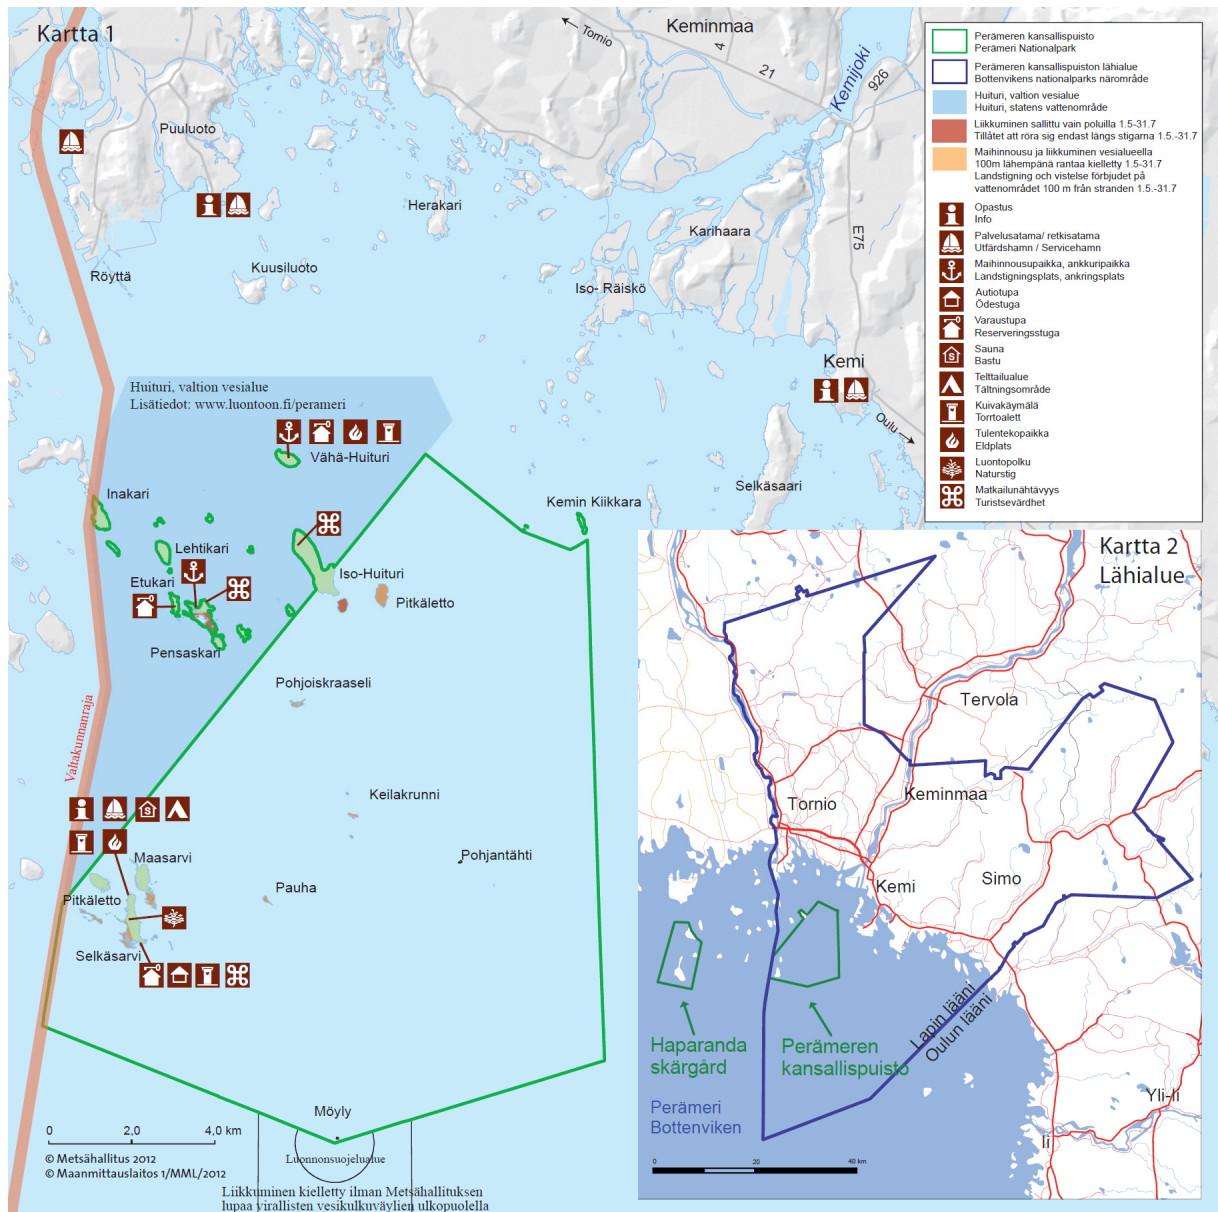 Kartta 1
Tornio
Keminmaa
4
21
Kemijoki
926
Puuluoto
Herakari
Karihaara
E75
Kuusiluoto
Röyttä
Iso- Räiskö
Kemi
Oulu
Huituri, valtion vesialue
Lisätiedot: www.luontoon.fi/perameri
Vähä-Huituri
Selkäsaari
Inakari
Kemin Kiikkara
Lehtikari
Etukari
Iso-Huituri
Pitkäletto
Pensaskari
Pohjoiskraaseli
Valtakunnanraja
Keilakrunni
Pohjantähti
Maasarvi
Pauha
Pitkäletto
Selkäsarvi
Möyly
0 2,0 4,0 km
© Metsähallitus 2012
© Maanmittauslaitos 1/MML/2012
Luonnonsuojelualue
Liikkuminen kielletty ilman Metsähallituksen
lupaa virallisten vesikulkuväylien ulkopuolella
Perämeren kansallispuisto
Perämeri Nationalpark
Perämeren kansallispuiston lähialue
Bottenvikens nationalparks närområde
Huituri, valtion vesialue
Huituri, statens vattenområde
Liikkuminen sallittu vain poluilla 1.5-31.7
Tillåtet att röra sig endast längs stigarna 1.5.-31.7
Maihinnousu ja liikkuminen vesialueella
100m lähempänä rantaa kielletty 1.5-31.7
Landstigning och vistelse förbjudet på
vattenområdet 100 m från stranden 1.5.-31.7
Opastus
Info
Palvelusatama/ retkisatama
Utfärdshamn / Servicehamn
Maihinnousupaikka, ankkuripaikka
Landstigningsplats, ankringsplats
Autiotupa
Ödestuga
Varaustupa
Reserveringsstuga
Sauna
Bastu
Telttailualue
Tältningsområde
Kuivakäymälä
Torrtoalett
Tulentekopaikka
Eldplats
Luontopolku
Naturstig
Matkailunähtävyys
Turistsevärdhet
Kartta 2
Lähialue
Tervola
Keminmaa
Tornio
Kemi
Simo
Lapin lääni
Oulun lääni
Haparanda
skärgård
Perämeren
kansallispuisto
Perämeri
Bottenviken
Yli-Ii
Ii
0 20 40 km